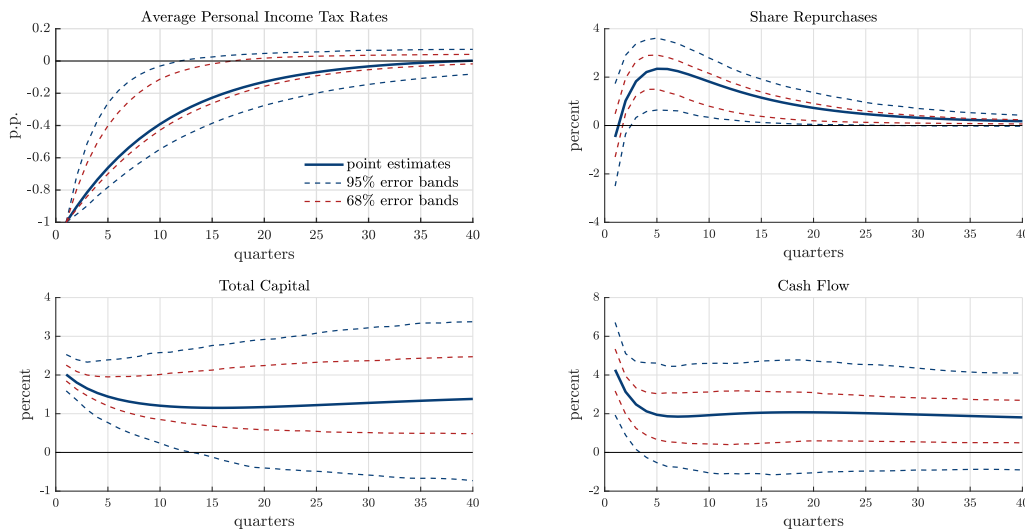 Average Personal Income Tax Rates
0.2
0
-0.2
-0.4
-0.6
-0.8
-1
p.p.
point estimates
95% error bands
68% error bands
0 5 10 15 20 25 30 35 40
quarters
Share Repurchases
4
2
0
-2
-4
percent
0 5 10 15 20 25 30 35 40
quarters
Total Capital
4
3
2
1
0
-1
percent
0 5 10 15 20 25 30 35 40
quarters
Cash Flow
8
6
4
2
0
-2
percent
0 5 10 15 20 25 30 35 40
quarters